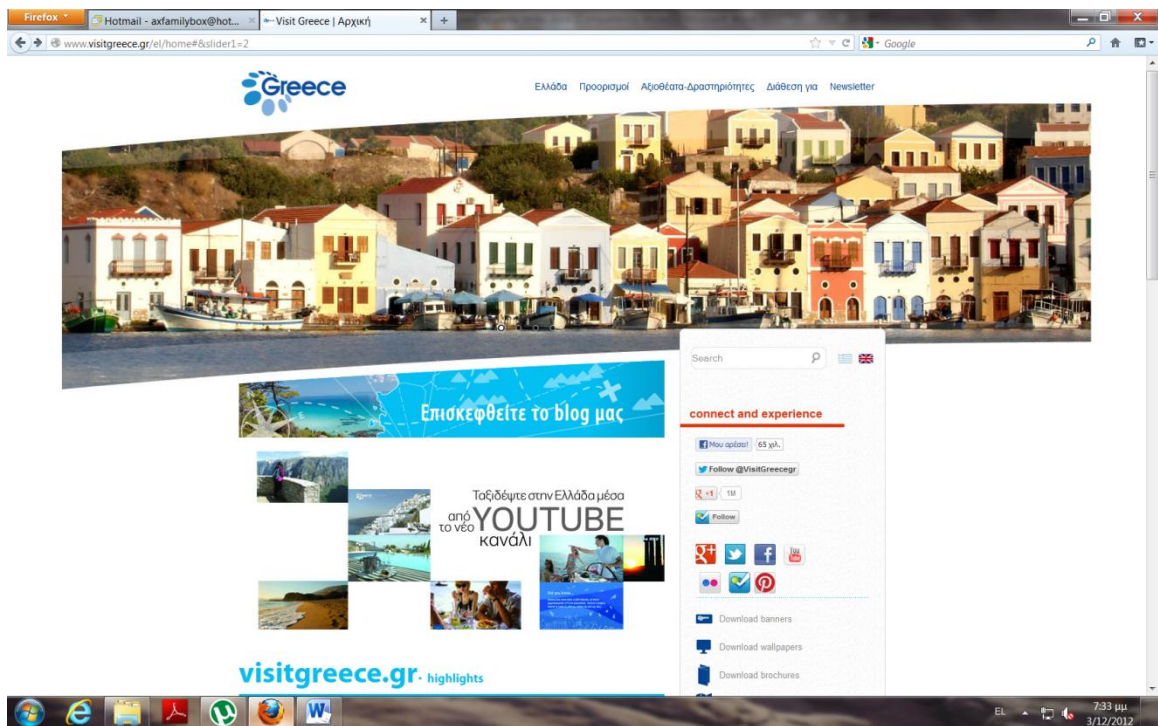 Firefox
Hotmail - axfamilybox@hot...
Visit Greece | Αρχική
www.visitgreece.gr/el/home#&slider1=2
Google
Greece
Ελλάδα Προορισμοί Αξιοθέατα-Δραστηριότητες Διάθεση για Newsletter
Search
Επισκεφθείτε το blog μας
connect and experience
Μου αρέσει! 65 χιλ.
Follow @VisitGreecegr
+1 1M
Follow
Ταξιδέψτε στην Ελλάδα μέσα
από το νέο YOUTUBE
κανάλι
You Tube
Download banners
Download wallpapers
Download brochures
visitgreece.gr. highlights
EL
7:33 μμ
3/12/2012